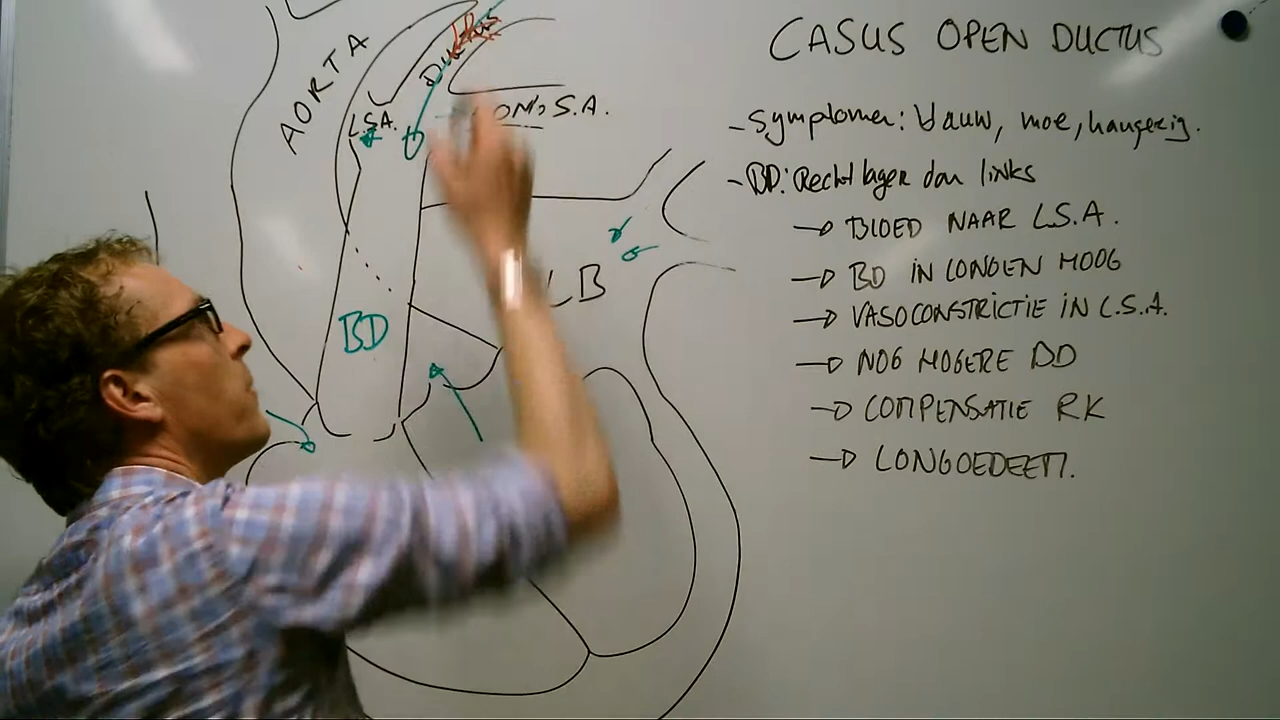 CASUS OPEN DUCTUS
- Symptomen: Blauw, moe, hangerig.
- BD: Recht lager dan links
→ BLOED NAAR L.S.A.
→ BD IN LONGEN HOOG
→ VASOCONSTRICTIE IN L.S.A.
→ NOG HOGERE BD
→ COMPENSATIE RK
→ LONGOEDEEM.
AORTA
DUCTUS
L.S.A.
S.A.
LB
BD